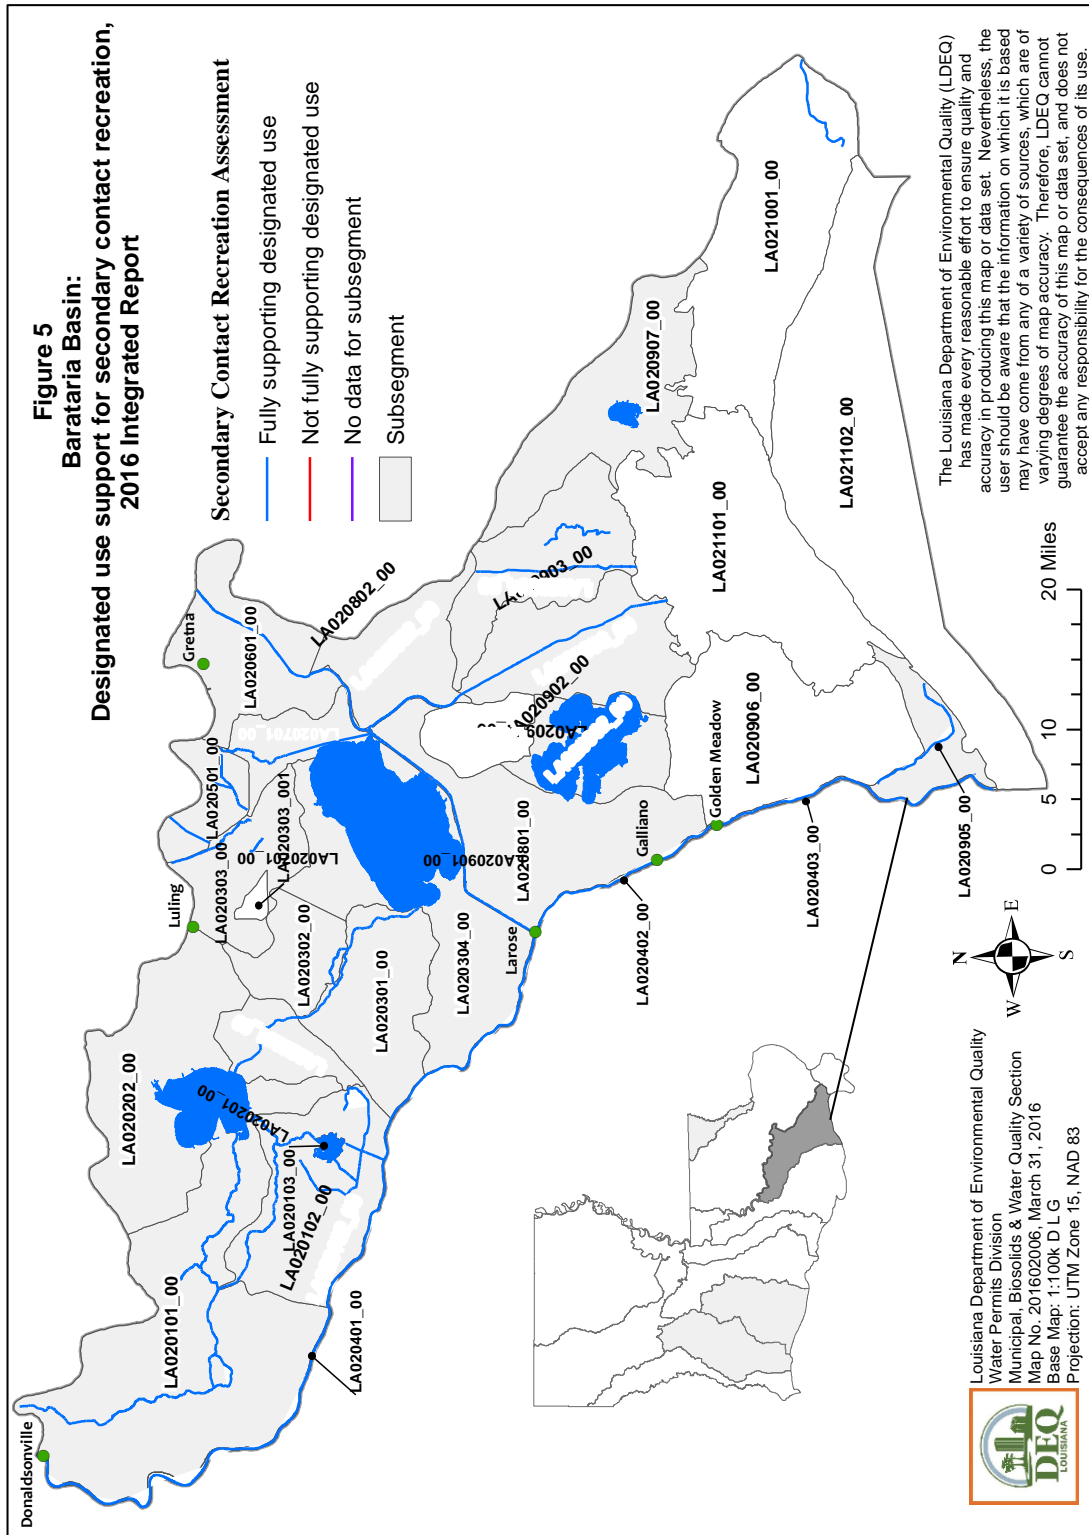 Figure 5
Barataria Basin:
Designated use support for secondary contact recreation,
2016 Integrated Report
Secondary Contact Recreation Assessment
Fully supporting designated use
Not fully supporting designated use
No data for subsegment
Subsegment
Donaldsonville
Luling
Gretna
Larose
Galliano
Golden Meadow
LA020101_00
LA020202_00
LA020201_00
LA020103_00
LA020102_00
LA020401_00
LA020303_00
LA020303_001
LA020302_00
LA020301_00
LA020304_00
LA020501_00
LA020701_00
LA020701_00
LA020601_00
LA020802_00
LA020901_00
LA020801_00
LA020902_00
LA020906_00
LA020402_00
LA020403_00
LA020905_00
LA020907_00
LA021001_00
LA021101_00
LA021102_00
The Louisiana Department of Environmental Quality (LDEQ)
has made every reasonable effort to ensure quality and
accuracy in producing this map or data set. Nevertheless, the
user should be aware that the information on which it is based
may have come from any of a variety of sources, which are of
varying degrees of map accuracy. Therefore, LDEQ cannot
guarantee the accuracy of this map or data set, and does not
accept any responsibility for the consequences of its use.
0 5 10 20 Miles
N
W E
S
Louisiana Department of Environmental Quality
Water Permits Division
Municipal, Biosolids & Water Quality Section
Map No. 201602006, March 31, 2016
Base Map: 1:100k D L G
Projection: UTM Zone 15, NAD 83
DEQ
LOUISIANA